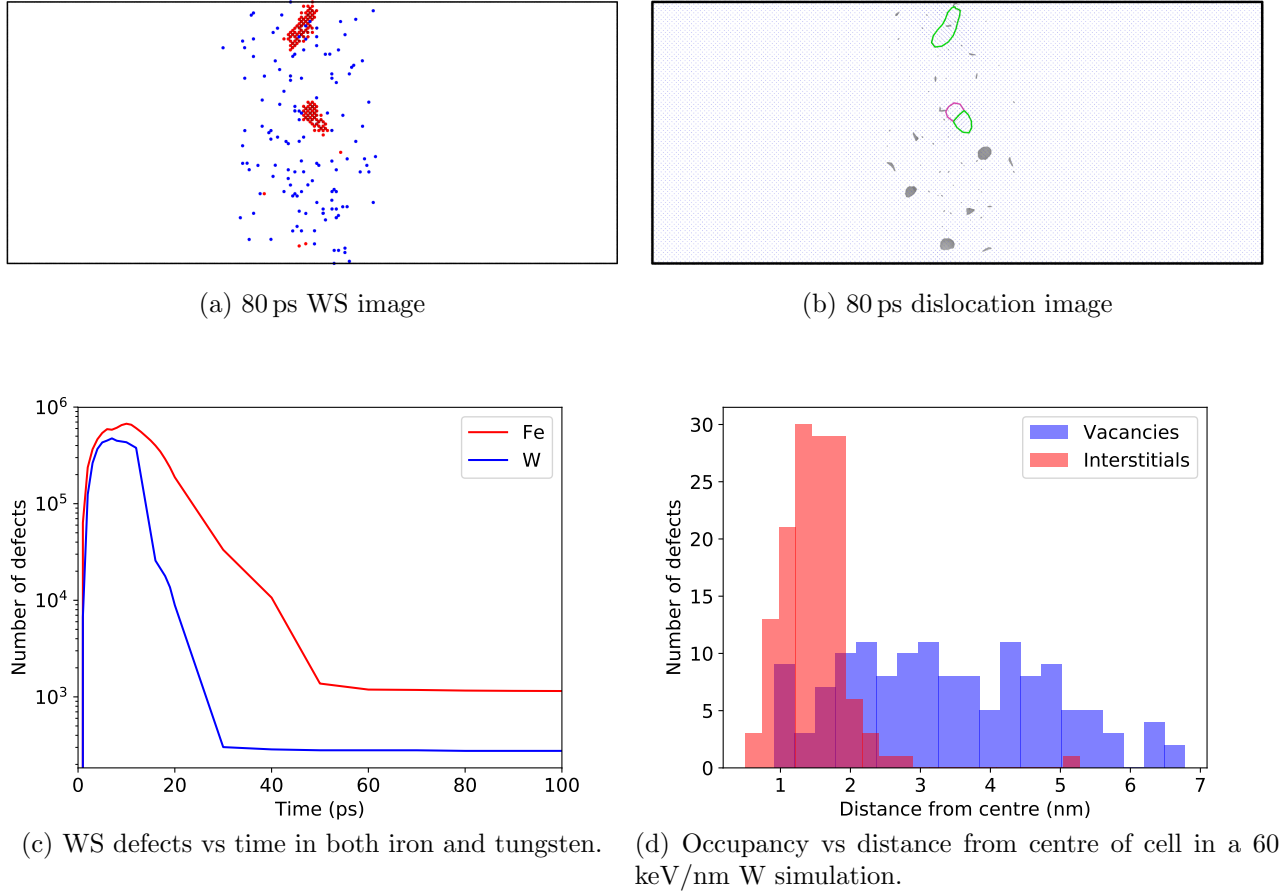 (a) 80 ps WS image
(b) 80 ps dislocation image
10^6
10^5
10^4
10^3
Number of defects
Fe
W
0
20
40
60
80
100
Time (ps)
(c) WS defects vs time in both iron and tungsten.
30
25
20
15
10
5
0
Number of defects
Vacancies
Interstitials
1
2
3
4
5
6
7
Distance from centre (nm)
(d) Occupancy vs distance from centre of cell in a 60
keV/nm W simulation.